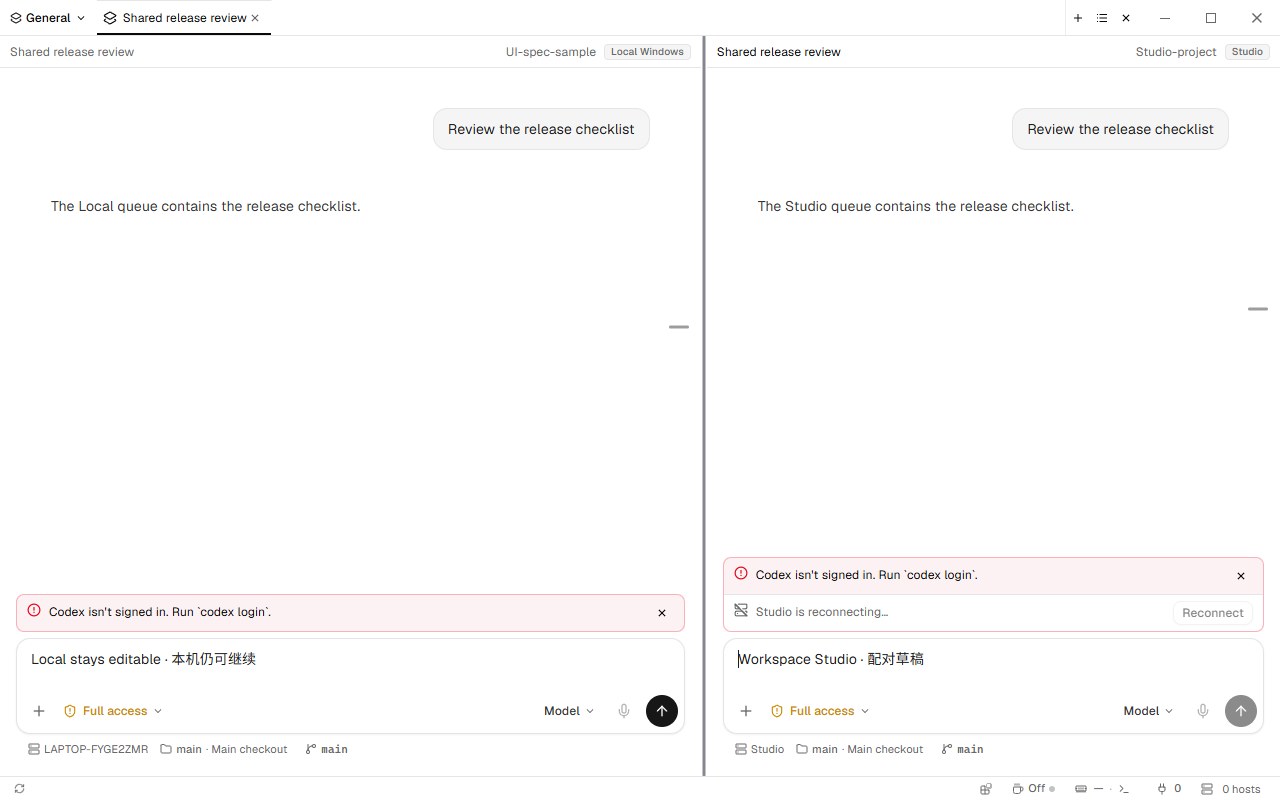 General
Shared release review
Shared release review
UI-spec-sample
Local Windows
Review the release checklist
The Local queue contains the release checklist.
Codex isn't signed in. Run `codex login`.
Local stays editable · 本机仍可继续
Full access
Model
LAPTOP-FYGE2ZMR
main · Main checkout
main
Shared release review
Studio-project
Studio
Review the release checklist
The Studio queue contains the release checklist.
Codex isn't signed in. Run `codex login`.
Studio is reconnecting…
Reconnect
Workspace Studio · 配对草稿
Full access
Model
Studio
main · Main checkout
main
Off
— ·
0
0 hosts